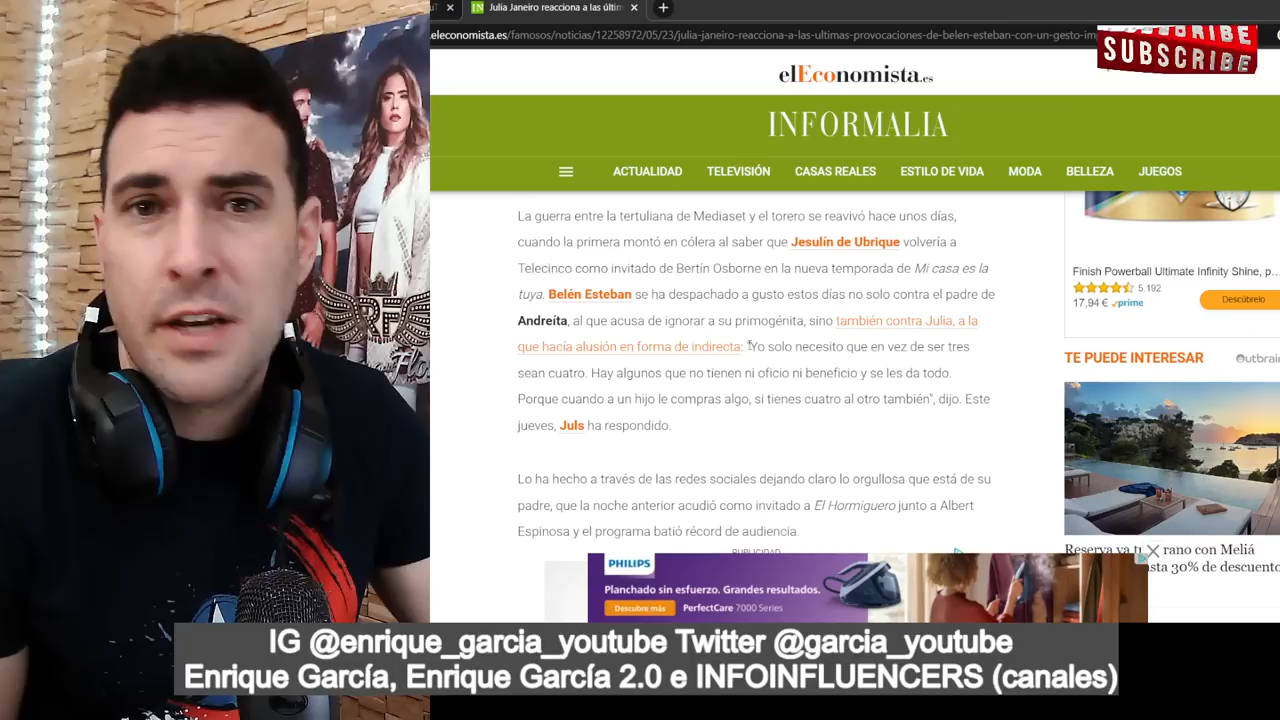 Julia Janeiro reacciona a las últim
eleconomista.es/famosos/noticias/12258972/05/23/julia-janeiro-reacciona-a-las-ultimas-provocaciones-de-belen-esteban-con-un-gesto-im
SUBSCRIBE
SUBSCRIBE
elEconomista.es
INFORMALIA
ACTUALIDAD TELEVISIÓN CASAS REALES ESTILO DE VIDA MODA BELLEZA JUEGOS
La guerra entre la tertuliana de Mediaset y el torero se reavivó hace unos días,
cuando la primera montó en cólera al saber que Jesulín de Ubrique volvería a
Telecinco como invitado de Bertín Osborne en la nueva temporada de Mi casa es la
tuya. Belén Esteban se ha despachado a gusto estos días no solo contra el padre de
Andreíta, al que acusa de ignorar a su primogénita, sino también contra Julia, a la
que hacía alusión en forma de indirecta: "Yo solo necesito que en vez de ser tres
sean cuatro. Hay algunos que no tienen ni oficio ni beneficio y se les da todo.
Porque cuando a un hijo le compras algo, si tienes cuatro al otro también", dijo. Este
jueves, Juls ha respondido.
Lo ha hecho a través de las redes sociales dejando claro lo orgullosa que está de su
padre, que la noche anterior acudió como invitado a El Hormiguero junto a Albert
Espinosa y el programa batió récord de audiencia.
PUBLICIDAD
PHILIPS
Planchado sin esfuerzo. Grandes resultados.
Descubre más PerfectCare 7000 Series
Finish Powerball Ultimate Infinity Shine, p...
5.192
17,94 € prime
Descúbrelo
TE PUEDE INTERESAR
Outbrain
Reserva ya tu rano con Meliá
sta 30% de descuento
RF
Flo
IG @enrique_garcia_youtube Twitter @garcia_youtube
Enrique García, Enrique García 2.0 e INFOINFLUENCERS (canales)